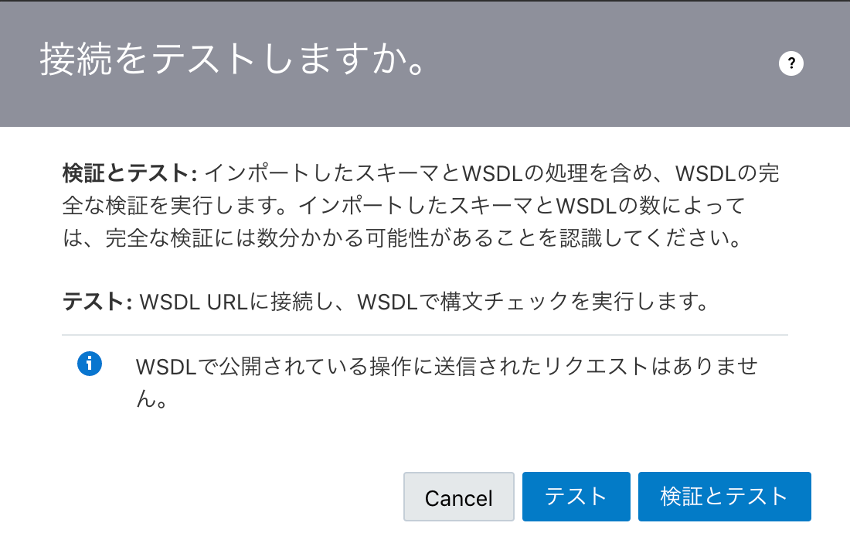 接続をテストしますか。
?
検証とテスト: インポートしたスキーマとWSDLの処理を含め、WSDLの完
全な検証を実行します。インポートしたスキーマとWSDLの数によって
は、完全な検証には数分かかる可能性があることを認識してください。
テスト: WSDL URLに接続し、WSDLで構文チェックを実行します。
WSDLで公開されている操作に送信されたリクエストはありませ
ん。
Cancel テスト 検証とテスト